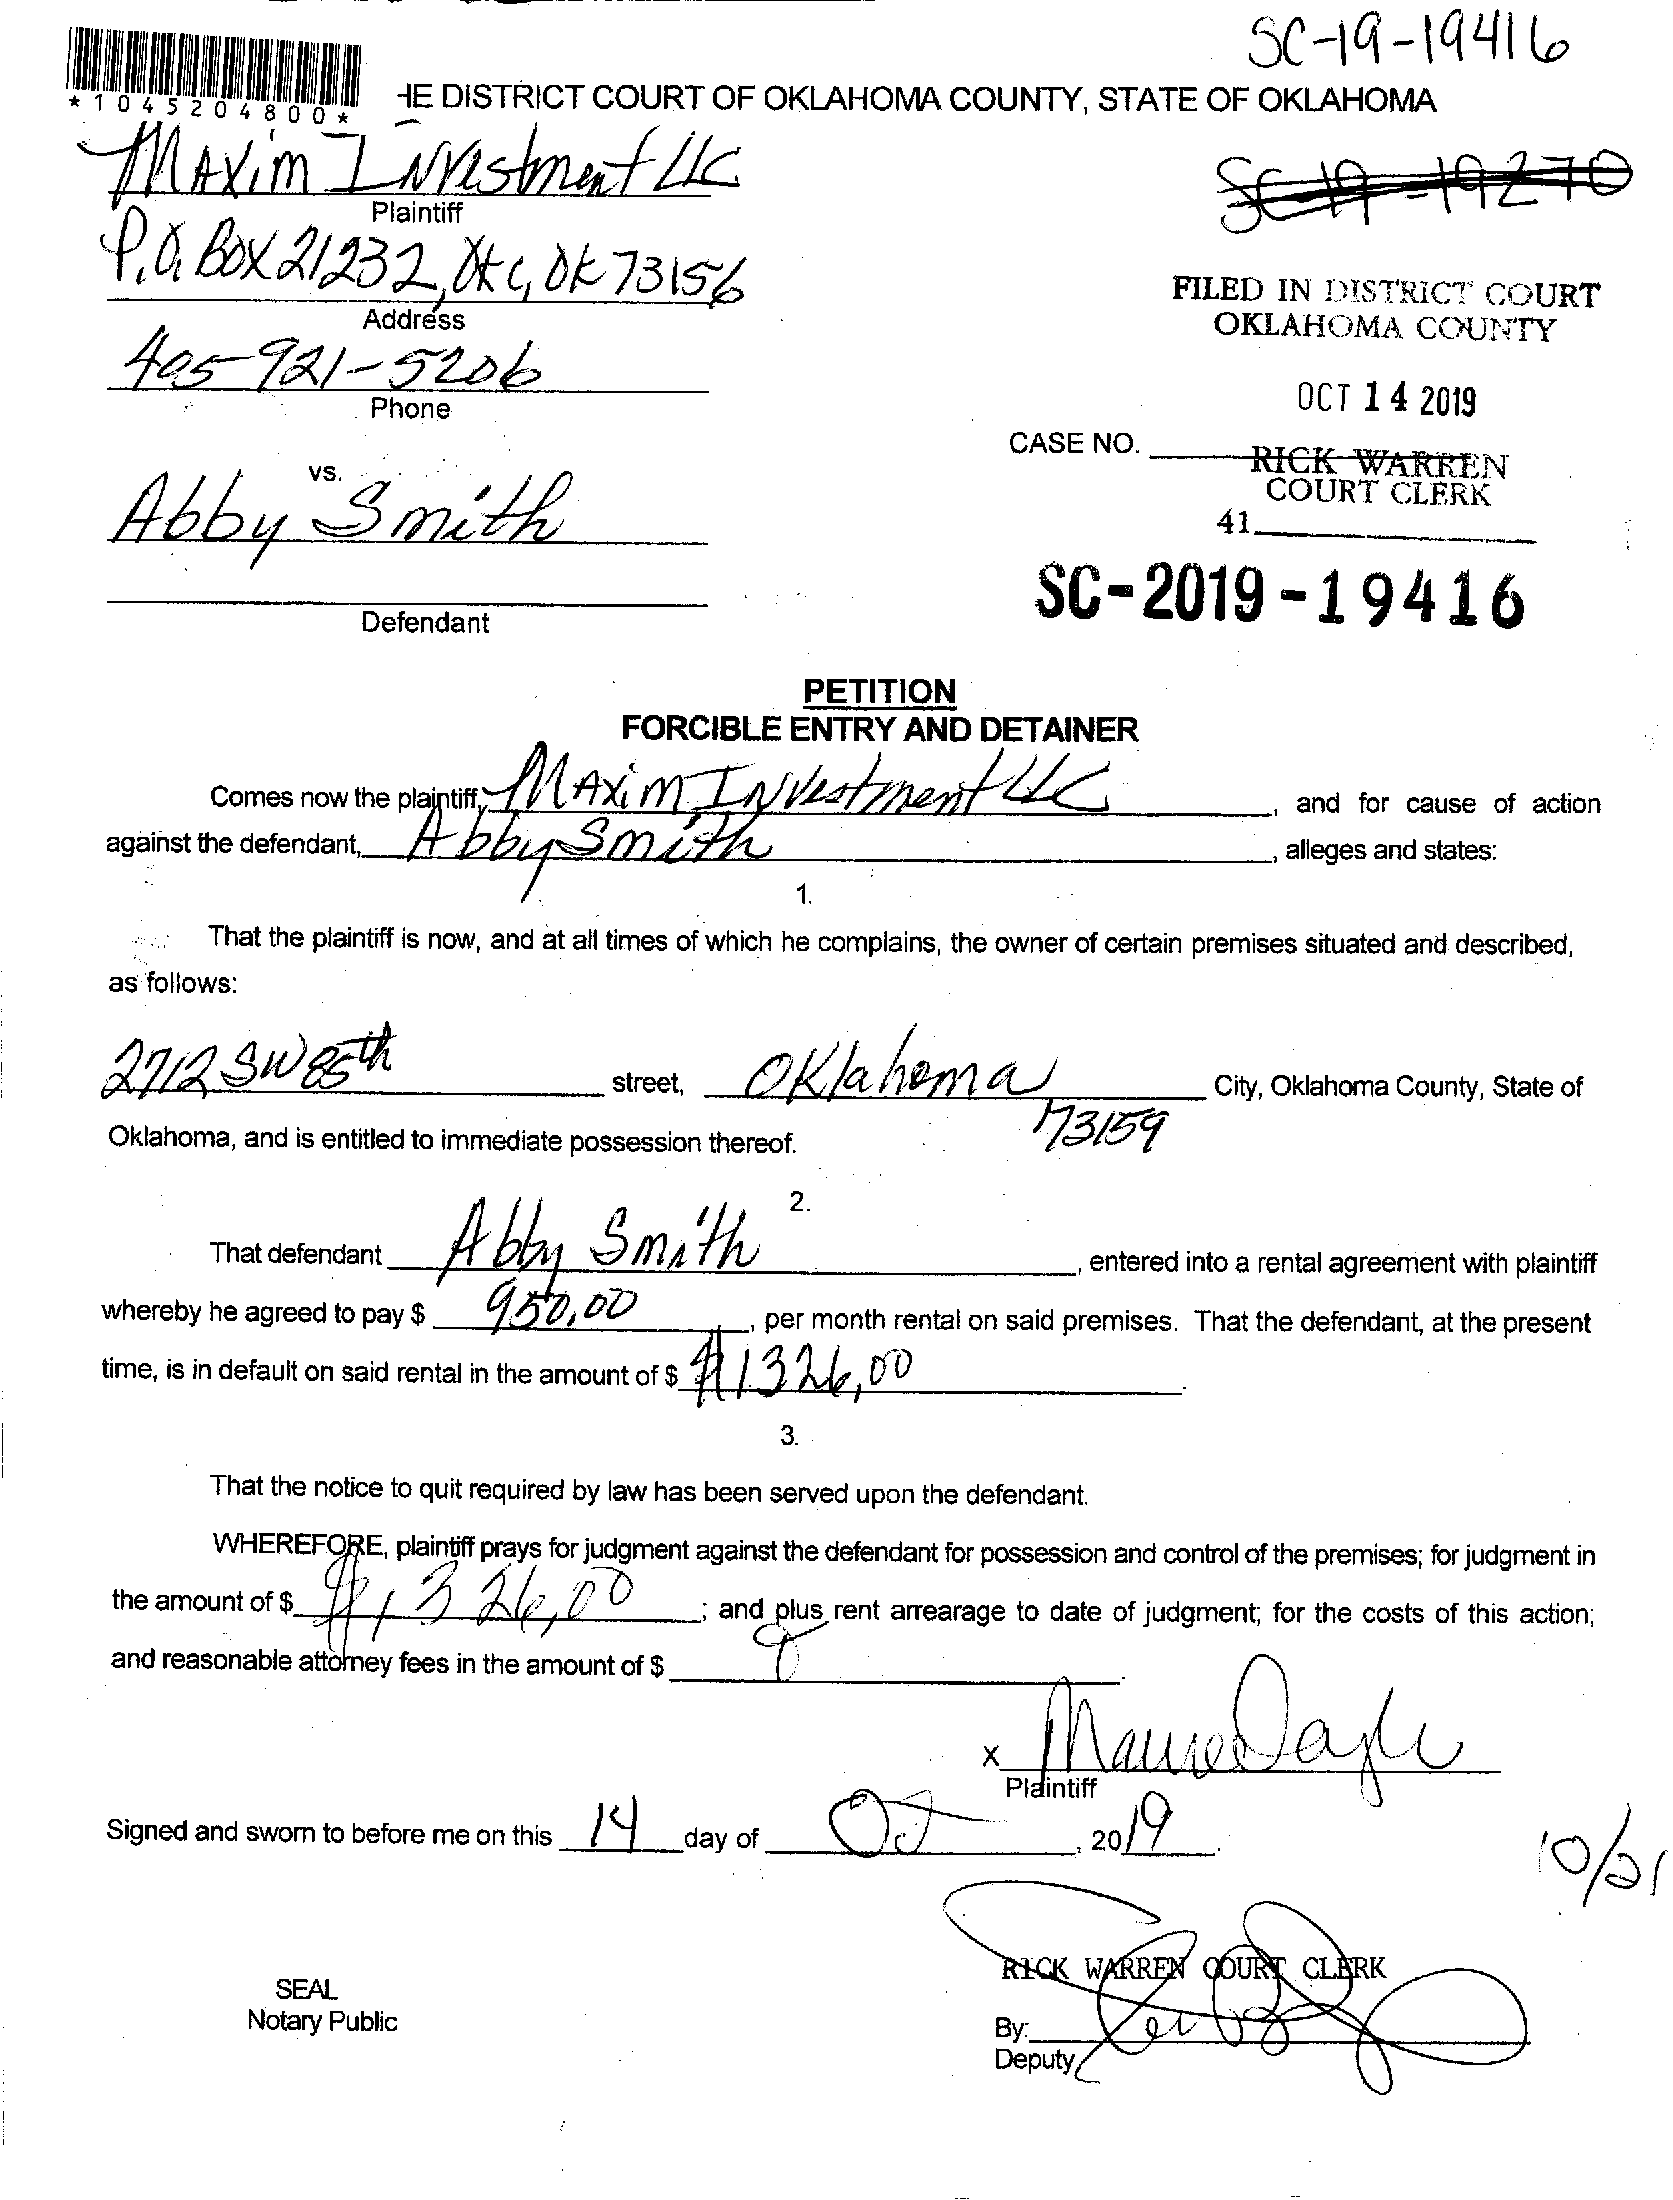 SC-19-19416
*1045204800*
HE DISTRICT COURT OF OKLAHOMA COUNTY, STATE OF OKLAHOMA
Maxim Investment LLC
Plaintiff
SC-19-19270
P.O. Box 21232, OKC, OK 73156
Address
FILED IN DISTRICT COURT
OKLAHOMA COUNTY
405-921-5206
Phone
OCT 14 2019
CASE NO.
RICK WARREN
COURT CLERK
41
vs.
Abby Smith
Defendant
SC-2019-19416
PETITION
FORCIBLE ENTRY AND DETAINER
Comes now the plaintiff, Maxim Investment LLC, and for cause of action
against the defendant, Abby Smith, alleges and states:
1.
That the plaintiff is now, and at all times of which he complains, the owner of certain premises situated and described,
as follows:
2712 SW 85th street, Oklahoma City, Oklahoma County, State of
73159
Oklahoma, and is entitled to immediate possession thereof.
2.
That defendant Abby Smith, entered into a rental agreement with plaintiff
whereby he agreed to pay $ 950.00, per month rental on said premises. That the defendant, at the present
time, is in default on said rental in the amount of $ $1326.00.
3.
That the notice to quit required by law has been served upon the defendant.
WHEREFORE, plaintiff prays for judgment against the defendant for possession and control of the premises; for judgment in
the amount of $ $1326.00; and plus rent arrearage to date of judgment; for the costs of this action;
and reasonable attorney fees in the amount of $
x
Plaintiff
Signed and sworn to before me on this 14 day of Oct, 2019.
10/21
RICK WARREN COURT CLERK
SEAL
Notary Public
By:
Deputy